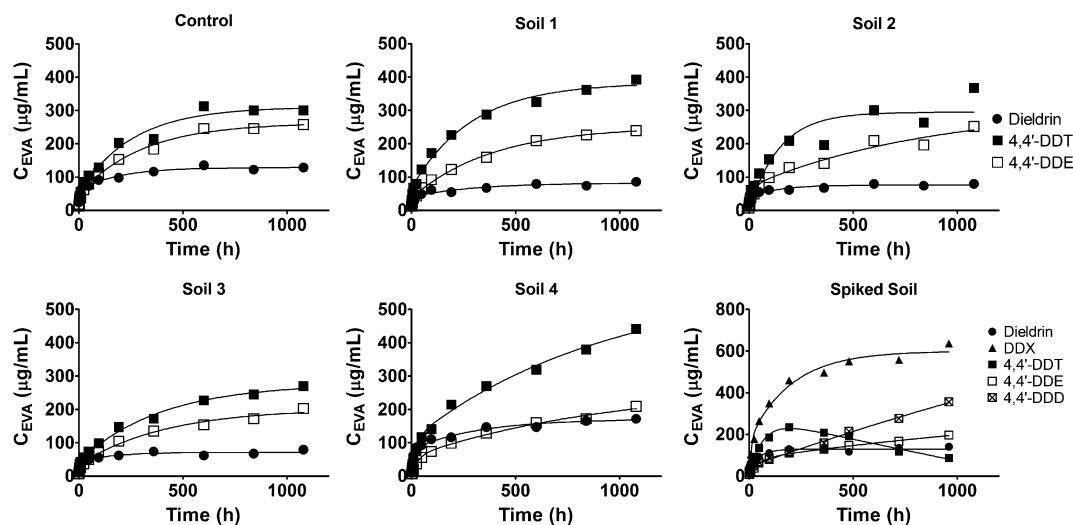 Control
Soil 1
Soil 2
500
400
300
200
100
0
C_EVA (μg/mL)
0
500
1000
Time (h)
500
400
300
200
100
0
C_EVA (μg/mL)
0
500
1000
Time (h)
500
400
300
200
100
0
C_EVA (μg/mL)
0
500
1000
Time (h)
Dieldrin
4,4'-DDT
4,4'-DDE
Soil 3
Soil 4
Spiked Soil
500
400
300
200
100
0
C_EVA (μg/mL)
0
500
1000
Time (h)
500
400
300
200
100
0
C_EVA (μg/mL)
0
500
1000
Time (h)
800
600
400
200
0
C_EVA (μg/mL)
0
500
1000
Time (h)
Dieldrin
DDX
4,4'-DDT
4,4'-DDE
4,4'-DDD